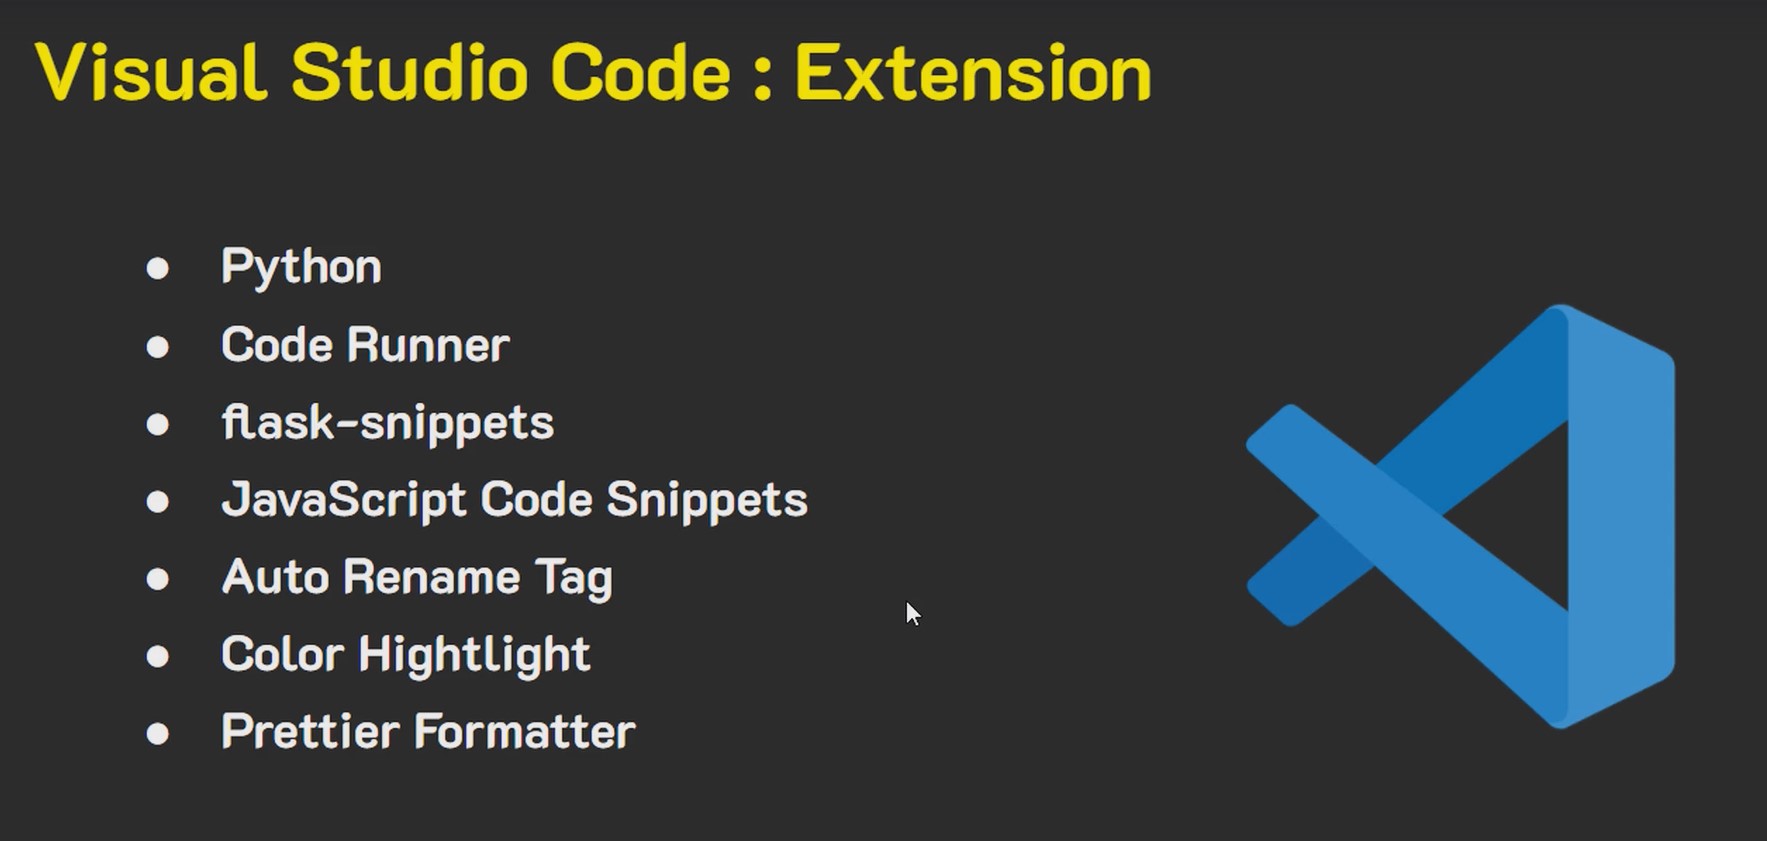 Visual Studio Code : Extension
● Python
● Code Runner
● flask-snippets
● JavaScript Code Snippets
● Auto Rename Tag
● Color Hightlight
● Prettier Formatter